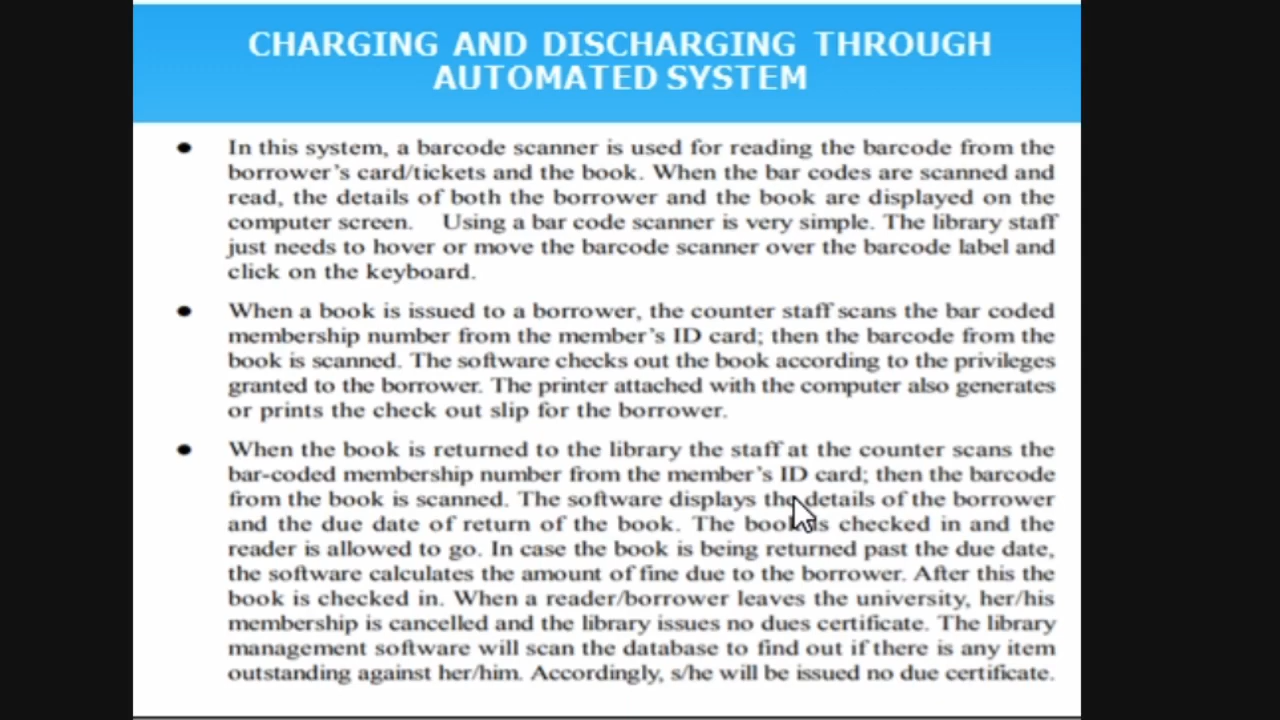 CHARGING AND DISCHARGING THROUGH
AUTOMATED SYSTEM
● In this system, a barcode scanner is used for reading the barcode from the
borrower's card/tickets and the book. When the bar codes are scanned and
read, the details of both the borrower and the book are displayed on the
computer screen. Using a bar code scanner is very simple. The library staff
just needs to hover or move the barcode scanner over the barcode label and
click on the keyboard.
● When a book is issued to a borrower, the counter staff scans the bar coded
membership number from the member's ID card; then the barcode from the
book is scanned. The software checks out the book according to the privileges
granted to the borrower. The printer attached with the computer also generates
or prints the check out slip for the borrower.
● When the book is returned to the library the staff at the counter scans the
bar-coded membership number from the member's ID card; then the barcode
from the book is scanned. The software displays the details of the borrower
and the due date of return of the book. The book is checked in and the
reader is allowed to go. In case the book is being returned past the due date,
the software calculates the amount of fine due to the borrower. After this the
book is checked in. When a reader/borrower leaves the university, her/his
membership is cancelled and the library issues no dues certificate. The library
management software will scan the database to find out if there is any item
outstanding against her/him. Accordingly, s/he will be issued no due certificate.